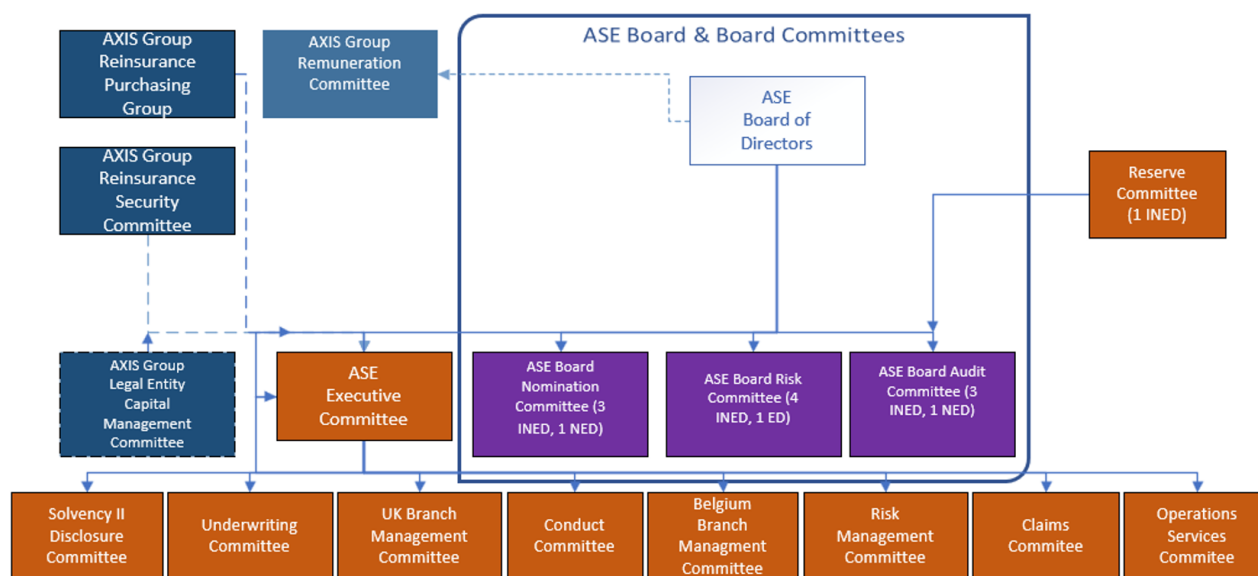 ASE Board & Board Committees
AXIS Group
Reinsurance
Purchasing
Group
AXIS Group
Remuneration
Committee
ASE
Board of
Directors
AXIS Group
Reinsurance
Security
Committee
Reserve
Committee
(1 INED)
AXIS Group
Legal Entity
Capital
Management
Committee
ASE
Executive
Committee
ASE Board
Nomination
Committee (3
INED, 1 NED)
ASE Board Risk
Committee (4
INED, 1 ED)
ASE Board Audit
Committee (3
INED, 1 NED)
Solvency II
Disclosure
Committee
Underwriting
Committee
UK Branch
Management
Committee
Conduct
Committee
Belgium
Branch
Managment
Committee
Risk
Management
Committee
Claims
Commitee
Operations
Services
Commitee